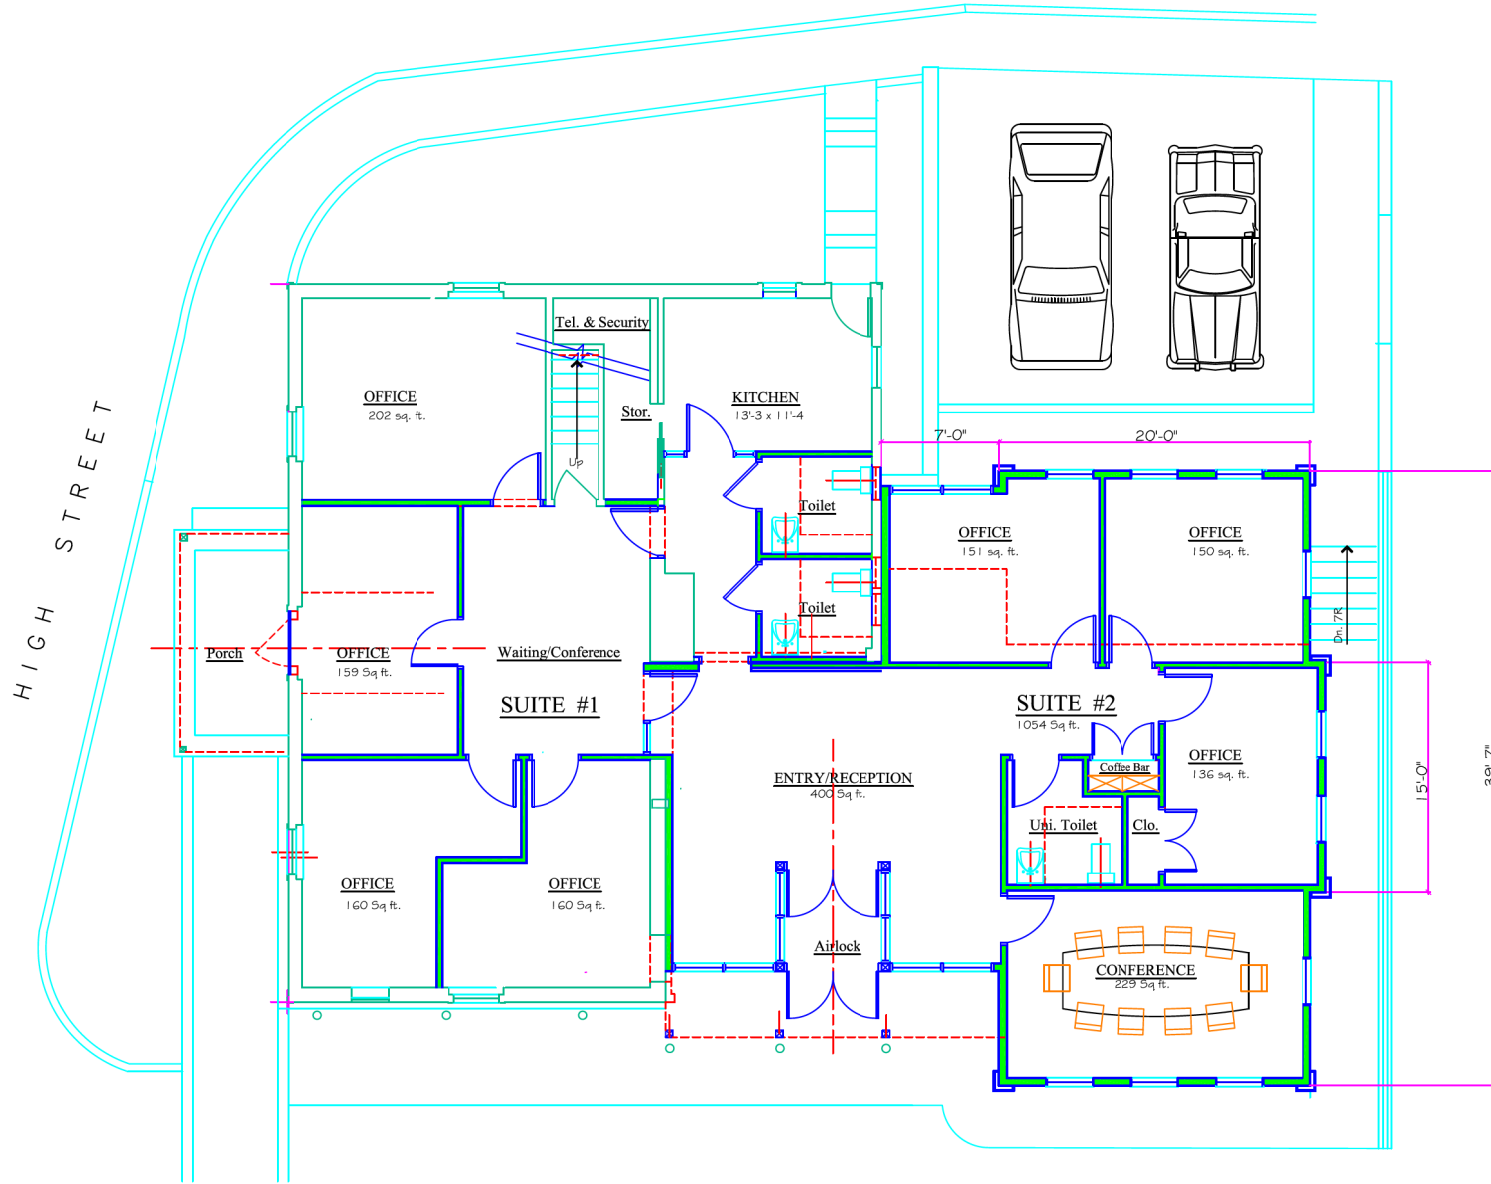 HIGH STREET
Tel. & Security
OFFICE
202 sq. ft.
Stor.
Up
KITCHEN
13'-3 x 11'-4
7'-0"
20'-0"
Toilet
OFFICE
151 sq. ft.
OFFICE
150 sq. ft.
Toilet
Dn. 7R
Porch
OFFICE
159 Sq ft.
Waiting/Conference
SUITE #1
SUITE #2
1054 Sq ft.
OFFICE
136 sq. ft.
Coffee Bar
15'-0"
39'-7"
ENTRY/RECEPTION
400 Sq ft.
Uni. Toilet
Clo.
OFFICE
160 Sq ft.
OFFICE
160 Sq ft.
Airlock
CONFERENCE
229 Sq ft.